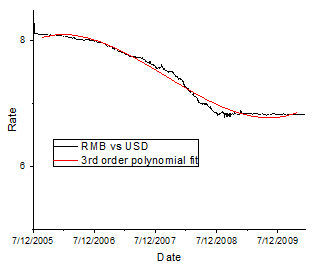 8
Rate
RMB vs USD
3rd order polynomial fit
6
7/12/2005 7/12/2006 7/12/2007 7/12/2008 7/12/2009
Date